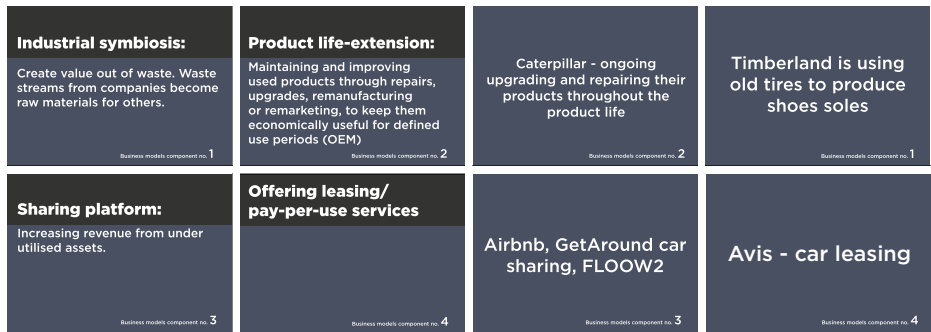 Industrial symbiosis:
Create value out of waste. Waste
streams from companies become
raw materials for others.
Business models component no. 1
Product life-extension:
Maintaining and improving
used products through repairs,
upgrades, remanufacturing
or remarketing, to keep them
economically useful for defined
use periods (OEM)
Business models component no. 2
Caterpillar - ongoing
upgrading and repairing their
products throughout the
product life
Business models component no. 2
Timberland is using
old tires to produce
shoes soles
Business models component no. 1
Sharing platform:
Increasing revenue from under
utilised assets.
Business models component no. 3
Offering leasing/
pay-per-use services
Business models component no. 4
Airbnb, GetAround car
sharing, FLOOW2
Business models component no. 3
Avis - car leasing
Business models component no. 4